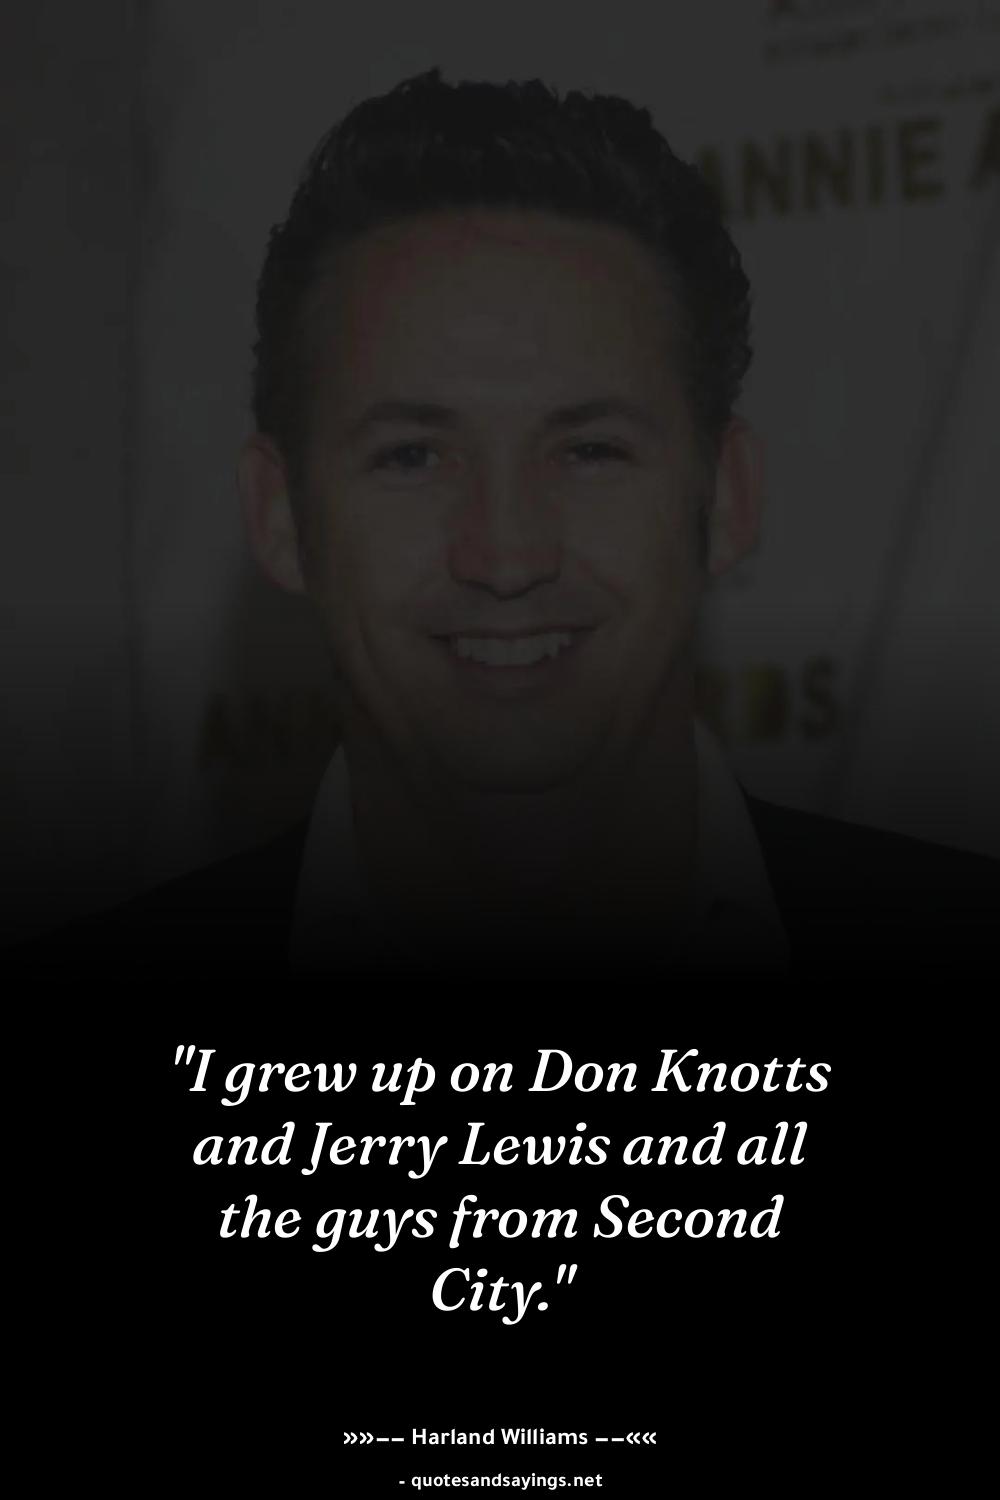 ANNIE A
RDS
"I grew up on Don Knotts
and Jerry Lewis and all
the guys from Second
City."
»»-- Harland Williams --««
- quotesandsayings.net